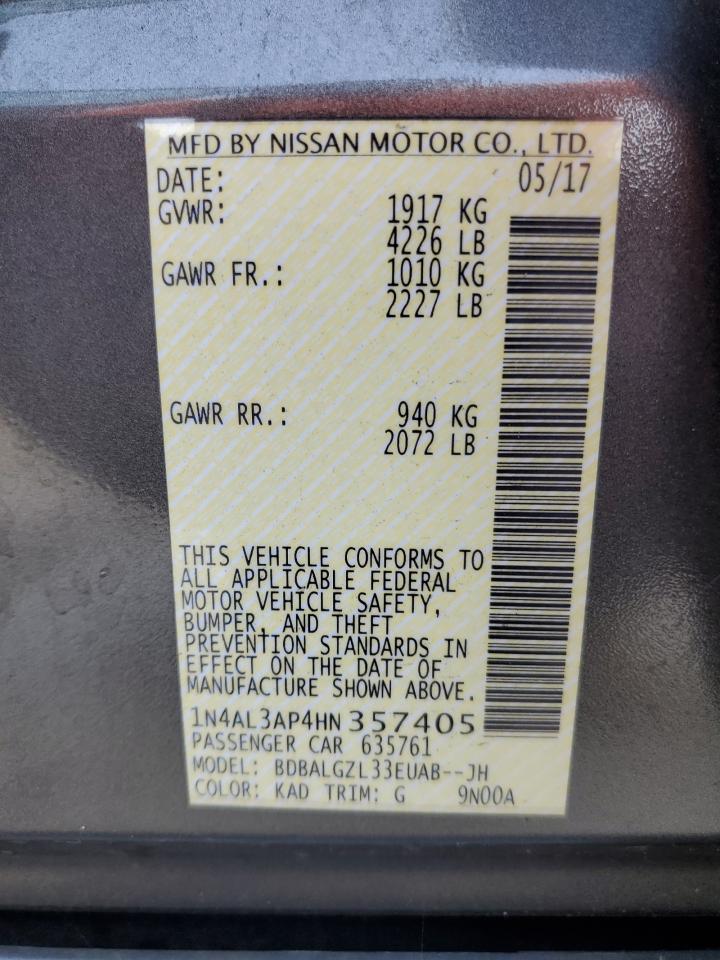 MFD BY NISSAN MOTOR CO., LTD.
DATE: 05/17
GVWR: 1917 KG
4226 LB
GAWR FR.: 1010 KG
2227 LB
GAWR RR.: 940 KG
2072 LB
THIS VEHICLE CONFORMS TO
ALL APPLICABLE FEDERAL
MOTOR VEHICLE SAFETY,
BUMPER, AND THEFT
PREVENTION STANDARDS IN
EFFECT ON THE DATE OF
MANUFACTURE SHOWN ABOVE.
1N4AL3AP4HN357405
PASSENGER CAR 635761
MODEL: BDBALGZL33EUAB--JH
COLOR: KAD TRIM: G 9N00A